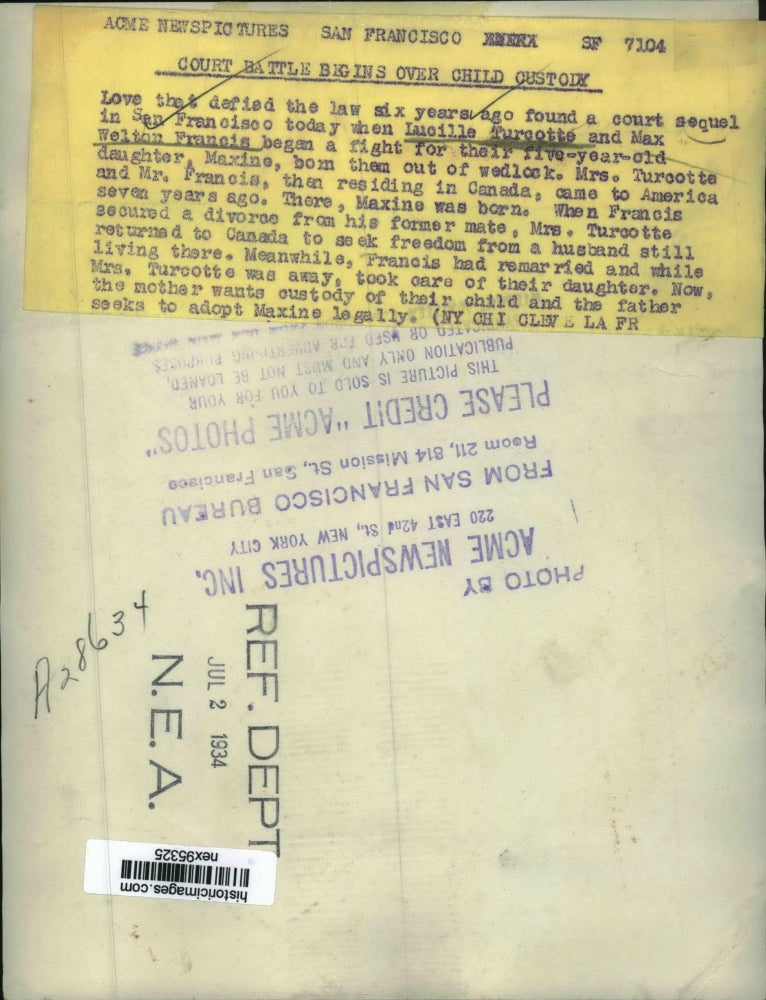 ACME NEWSPICTURES SAN FRANCISCO SF 7104
COURT BATTLE BEGINS OVER CHILD CUSTODY
Love that defied the law six years ago found a court sequel
in San Francisco today when Lucille Turcotte and Max
Welton Francis began a fight for their five-year-old
daughter, Maxine, born them out of wedlock. Mrs. Turcotte
and Mr. Francis, then residing in Canada, came to America
seven years ago. There, Maxine was born. When Francis
secured a divorce from his former mate, Mrs. Turcotte
returned to Canada to seek freedom from a husband still
living there. Meanwhile, Francis had remarried and while
Mrs. Turcotte was away, took care of their daughter. Now,
the mother wants custody of their child and the father
seeks to adopt Maxine legally. (NY CHI CLEVE LA FR
PHOTO BY
ACME NEWSPICTURES INC.
220 EAST 42nd St., NEW YORK CITY
FROM SAN FRANCISCO BUREAU
Room 211, 814 Mission St., San Francisco
PLEASE CREDIT "ACME PHOTOS"
THIS PICTURE IS SOLD TO YOU FOR YOUR
PUBLICATION ONLY AND MUST NOT BE LOANED,
OR USED FOR ADVERTISING PURPOSES
A28634
REF. DEPT
JUL 2 1934
N.E.A.
historicimages.com
nex95325